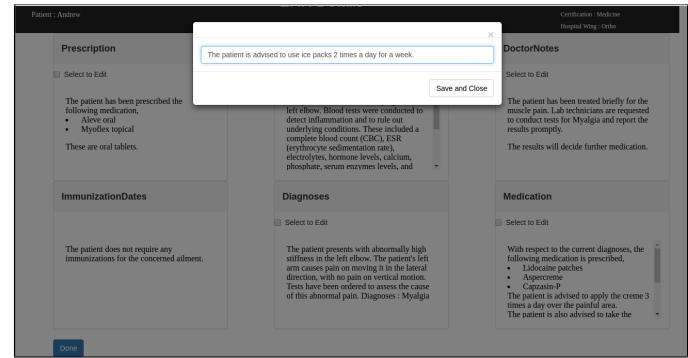 Patient : Andrew
Certification : Medicine
Hospital Wing : Ortho
×
The patient is advised to use ice packs 2 times a day for a week.
Save and Close
Prescription
Select to Edit
The patient has been prescribed the
following medication,
• Aleve oral
• Myoflex topical
These are oral tablets.
left elbow. Blood tests were conducted to
detect inflammation and to rule out
underlying conditions. These included a
complete blood count (CBC), ESR
(erythrocyte sedimentation rate),
electrolytes, hormone levels, calcium,
phosphate, serum enzymes levels, and
DoctorNotes
Select to Edit
The patient has been treated briefly for the
muscle pain. Lab technicians are requested
to conduct tests for Myalgia and report the
results promptly.
The results will decide further medication.
ImmunizationDates
The patient does not require any
immunizations for the concerned ailment.
Diagnoses
Select to Edit
The patient presents with abnormally high
stiffness in the left elbow. The patient's left
arm causes pain on moving it in the lateral
direction, with no pain on vertical motion.
Tests have been ordered to assess the cause
of this abnormal pain. Diagnoses : Myalgia
Medication
Select to Edit
With respect to the current diagnoses, the
following medication is prescribed,
• Lidocaine patches
• Aspercreme
• Capzasin-P
The patient is advised to apply the creme 3
times a day over the painful area.
The patient is also advised to take the
Done